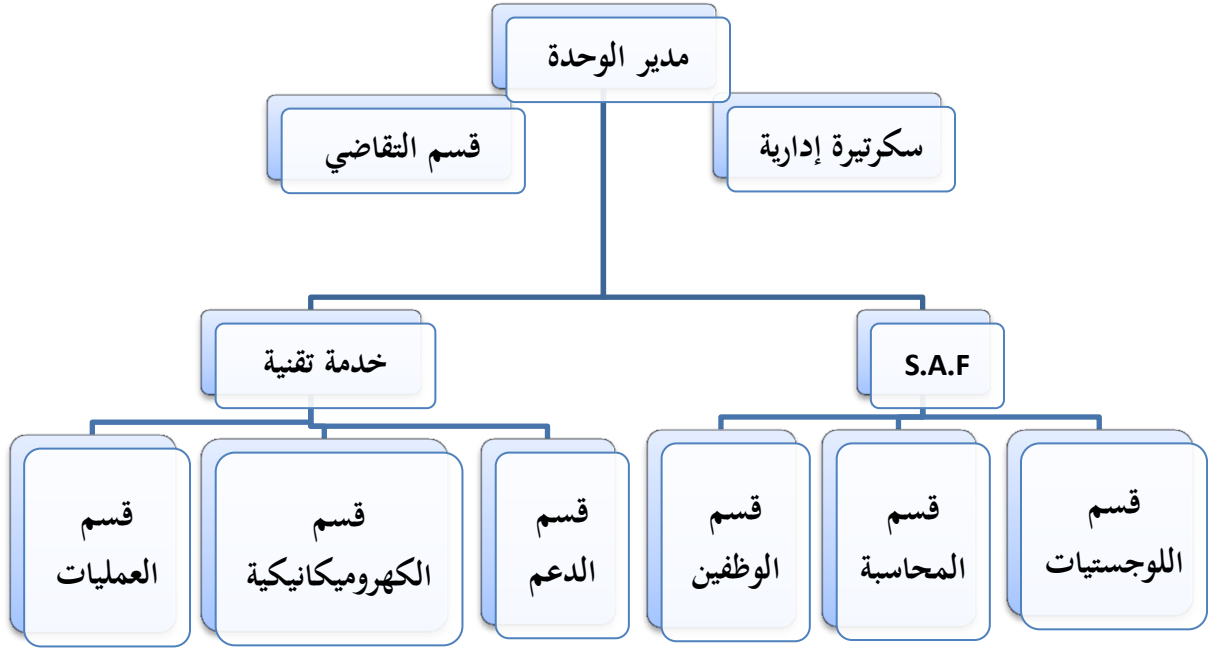 مدير الوحدة
سكرتيرة إدارية
قسم التقاضي
S.A.F
خدمة تقنية
قسم
اللوجستيات
قسم
المحاسبة
قسم
الوظفين
قسم
الدعم
قسم
الكهروميكانيكية
قسم
العمليات